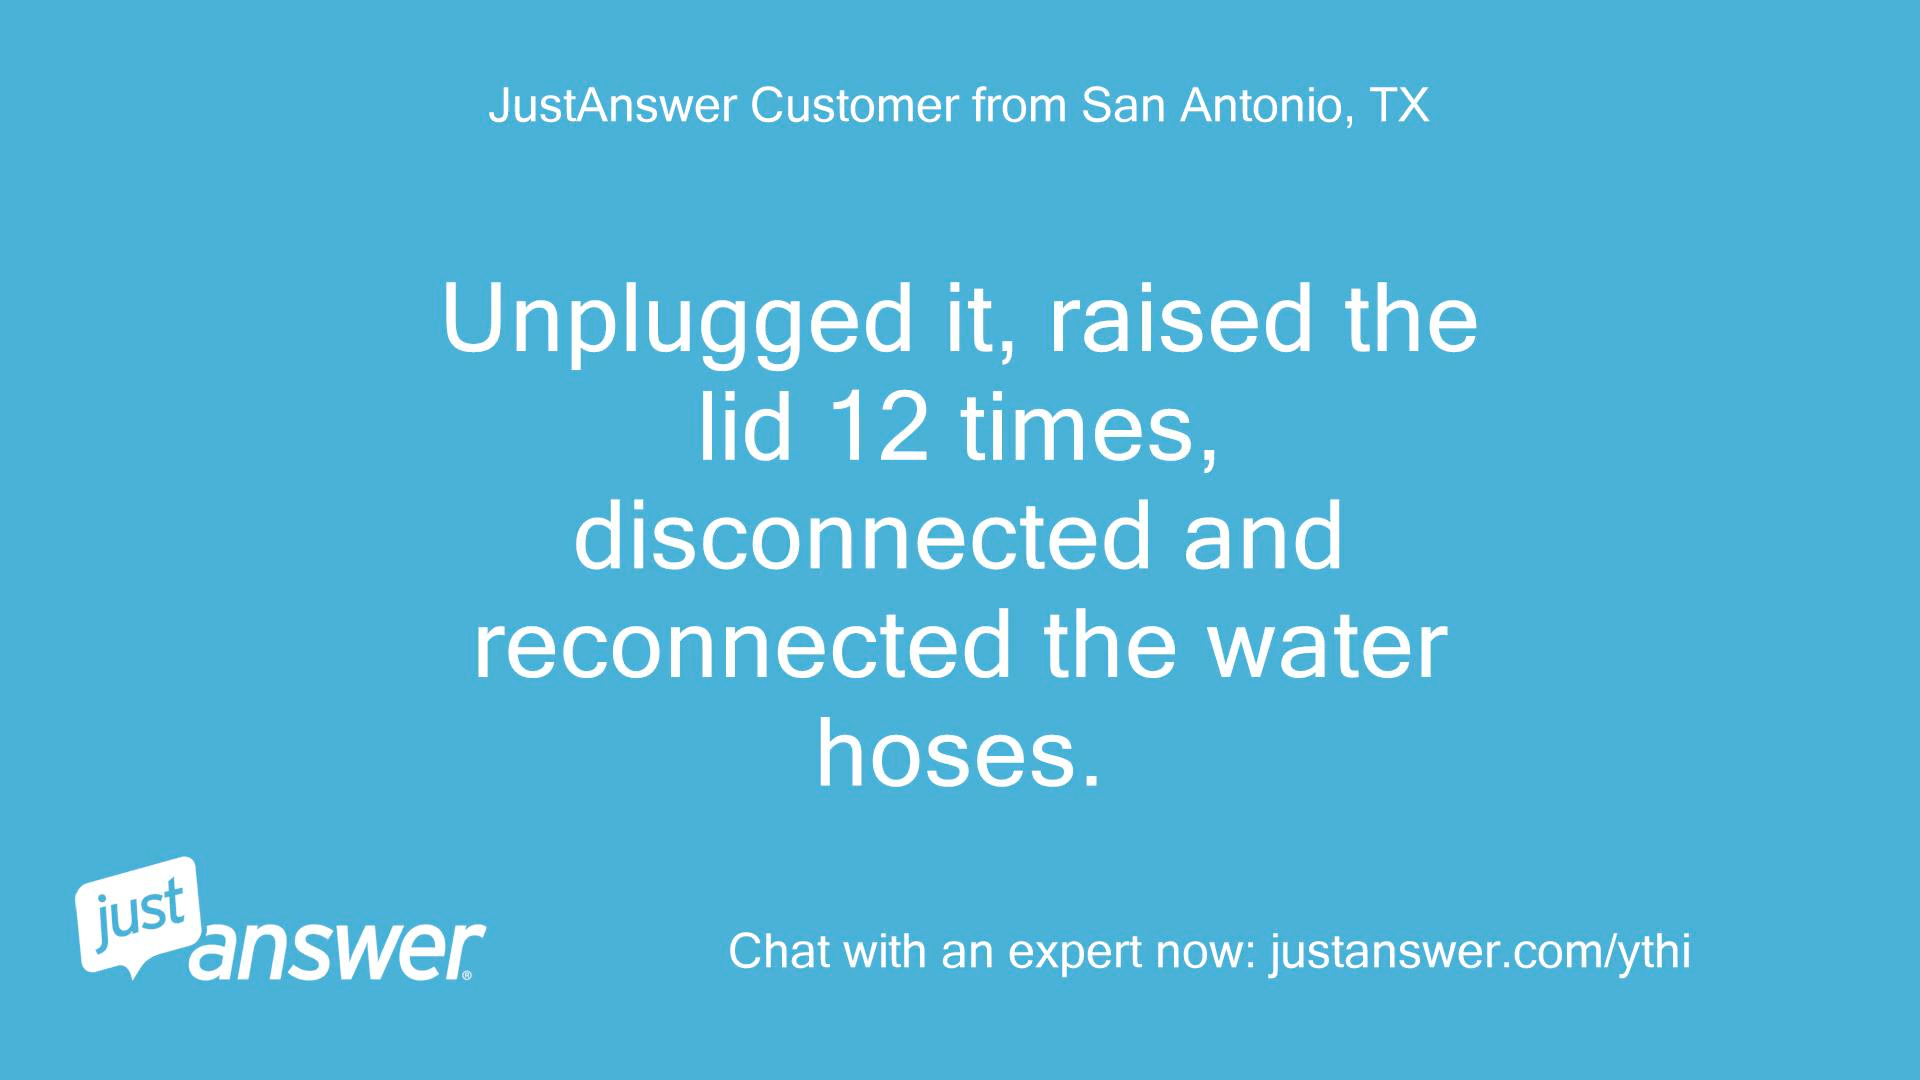 JustAnswer Customer from San Antonio, TX
Unplugged it, raised the
lid 12 times,
disconnected and
reconnected the water
hoses.
just
answer®
Chat with an expert now: justanswer.com/ythi